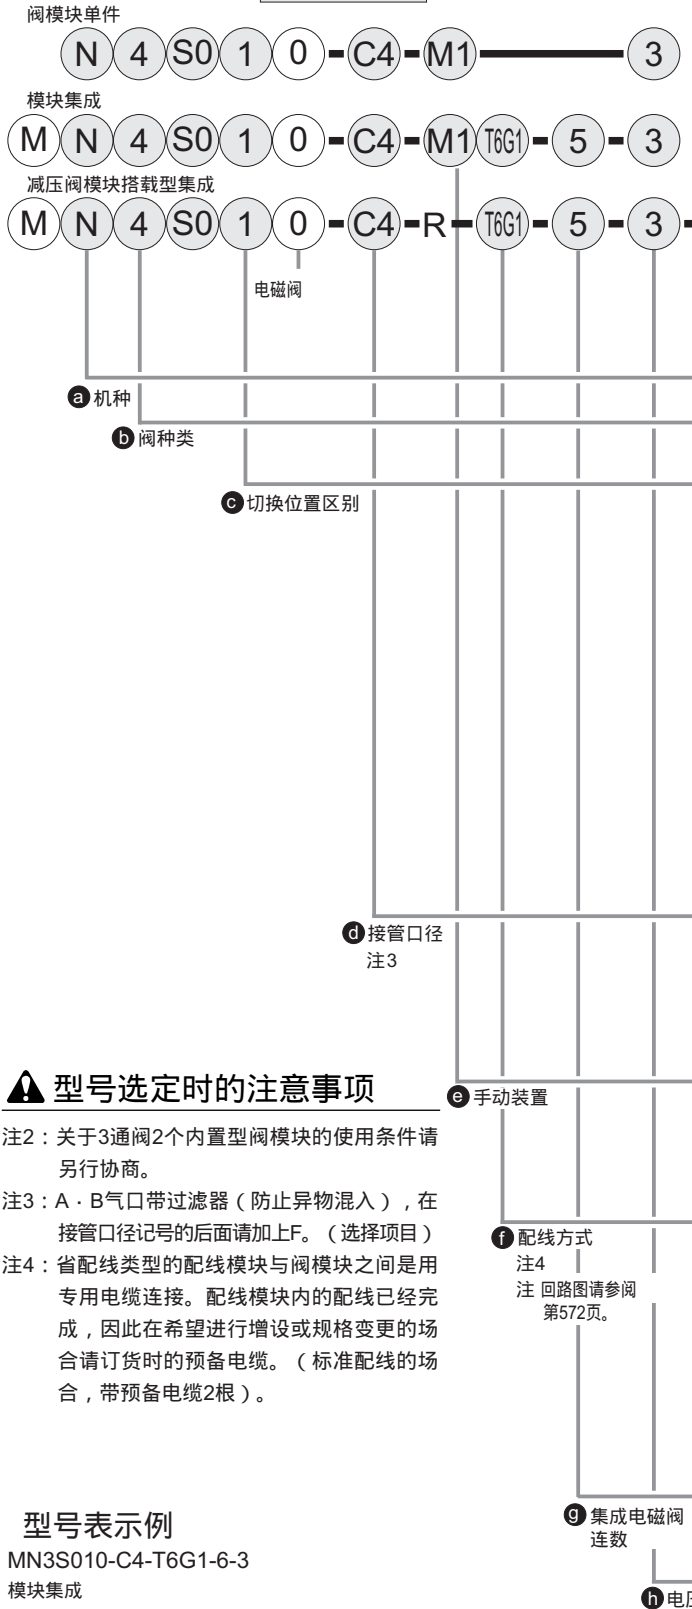 阀模块单件
N 4 S0 1 0 - C4 - M1 3
模块集成
M N 4 S0 1 0 - C4 - M1 T6G1 - 5 - 3
减压阀模块搭载型集成
M N 4 S0 1 0 - C4 - R - T6G1 - 5 - 3 -
电磁阀
a 机种
b 阀种类
c 切换位置区别
d 接管口径
注3
型号选定时的注意事项
e 手动装置
注2：关于3通阀2个内置型阀模块的使用条件请
另行协商。
注3：A・B气口带过滤器（防止异物混入），在
接管口径记号的后面请加上F。（选择项目）
注4：省配线类型的配线模块与阀模块之间是用
专用电缆连接。配线模块内的配线已经完
成，因此在希望进行增设或规格变更的场
合请订货时的预备电缆。（标准配线的场
合，带预备电缆2根）。
f 配线方式
注4
注 回路图请参阅
第572页。
g 集成电磁阀
连数
型号表示例
MN3S010-C4-T6G1-6-3
模块集成
h 电